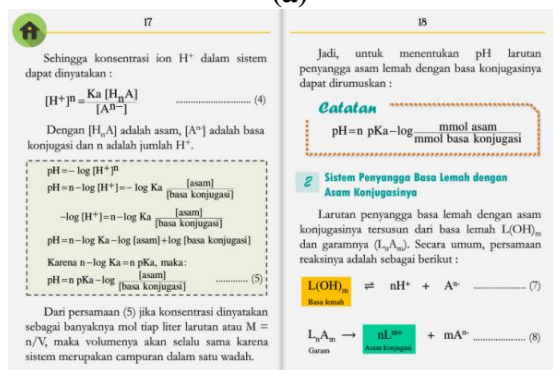 (a)
17
Sehingga konsentrasi ion H⁺ dalam sistem
dapat dinyatakan :
[H⁺]ⁿ = Ka [HₙA] / [Aⁿ⁻] .............................. (4)
Dengan [HₙA] adalah asam, [Aⁿ⁻] adalah basa
konjugasi dan n adalah jumlah H⁺.
pH=− log [H⁺]ⁿ
pH=n−log [H⁺]=− log Ka [asam] / [basa konjugasi]
−log [H⁺]=n−log Ka [asam] / [basa konjugasi]
pH=n−log Ka−log [asam]+log [basa konjugasi]
Karena n−log Ka=n pKa, maka:
pH=n pKa−log [asam] / [basa konjugasi] ............. (5)
Dari persamaan (5) jika konsentrasi dinyatakan
sebagai banyaknya mol tiap liter larutan atau M =
n/V, maka volumenya akan selalu sama karena
sistem merupakan campuran dalam satu wadah.
18
Jadi, untuk menentukan pH larutan
penyangga asam lemah dengan basa konjugasinya
dapat dirumuskan :
Catatan
pH=n pKa−log mmol asam / mmol basa konjugasi
2 Sistem Penyangga Basa Lemah dengan
Asam Konjugasinya
Larutan penyangga basa lemah dengan asam
konjugasinya tersusun dari basa lemah L(OH)ₘ
dan garamnya (LₙAₘ). Secara umum, persamaan
reaksinya adalah sebagai berikut :
L(OH)ₘ ⇌ nH⁺ + Aⁿ⁻ ..................... (7)
Basa lemah
LₙAₘ → nLᵐ⁺ + mAⁿ⁻ ..................... (8)
Garam Asam konjugasi